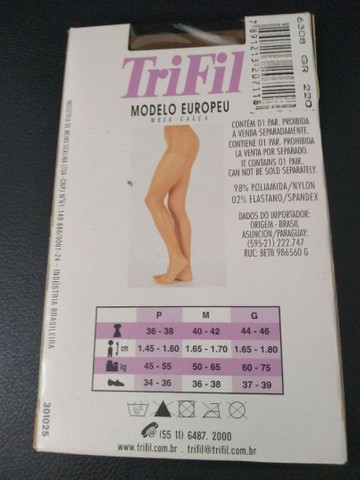 TriFil
MODELO EUROPEU
MEIA CALÇA
6308 GR 220
7891213207118
CONTÉM 01 PAR. PROIBIDA
A VENDA SEPARADAMENTE.
CONTIENE 01 PAR. PROHIBIDA
LA VENTA POR SEPARADO.
IT CONTAINS 01 PAIR.
CAN NOT BE SOLD SEPARATELY.
98% POLIAMIDA/NYLON
02% ELASTANO/SPANDEX
DADOS DO IMPORTADOR:
ORIGEM - BRASIL
ASUNCION/PARAGUAY:
(595-21) 222.747
RUC: BETB 986560 G
P M G
36 - 38 40 - 42 44 - 46
cm 1.45 - 1.60 1.65 - 1.70 1.65 - 1.80
kg 45 - 55 50 - 65 60 - 75
34 - 36 36 - 38 37 - 39
(55 11) 6487. 2000
www.trifil.com.br . trifil@trifil.com.br
- INDÚSTRIA BRASILEIRA
301025